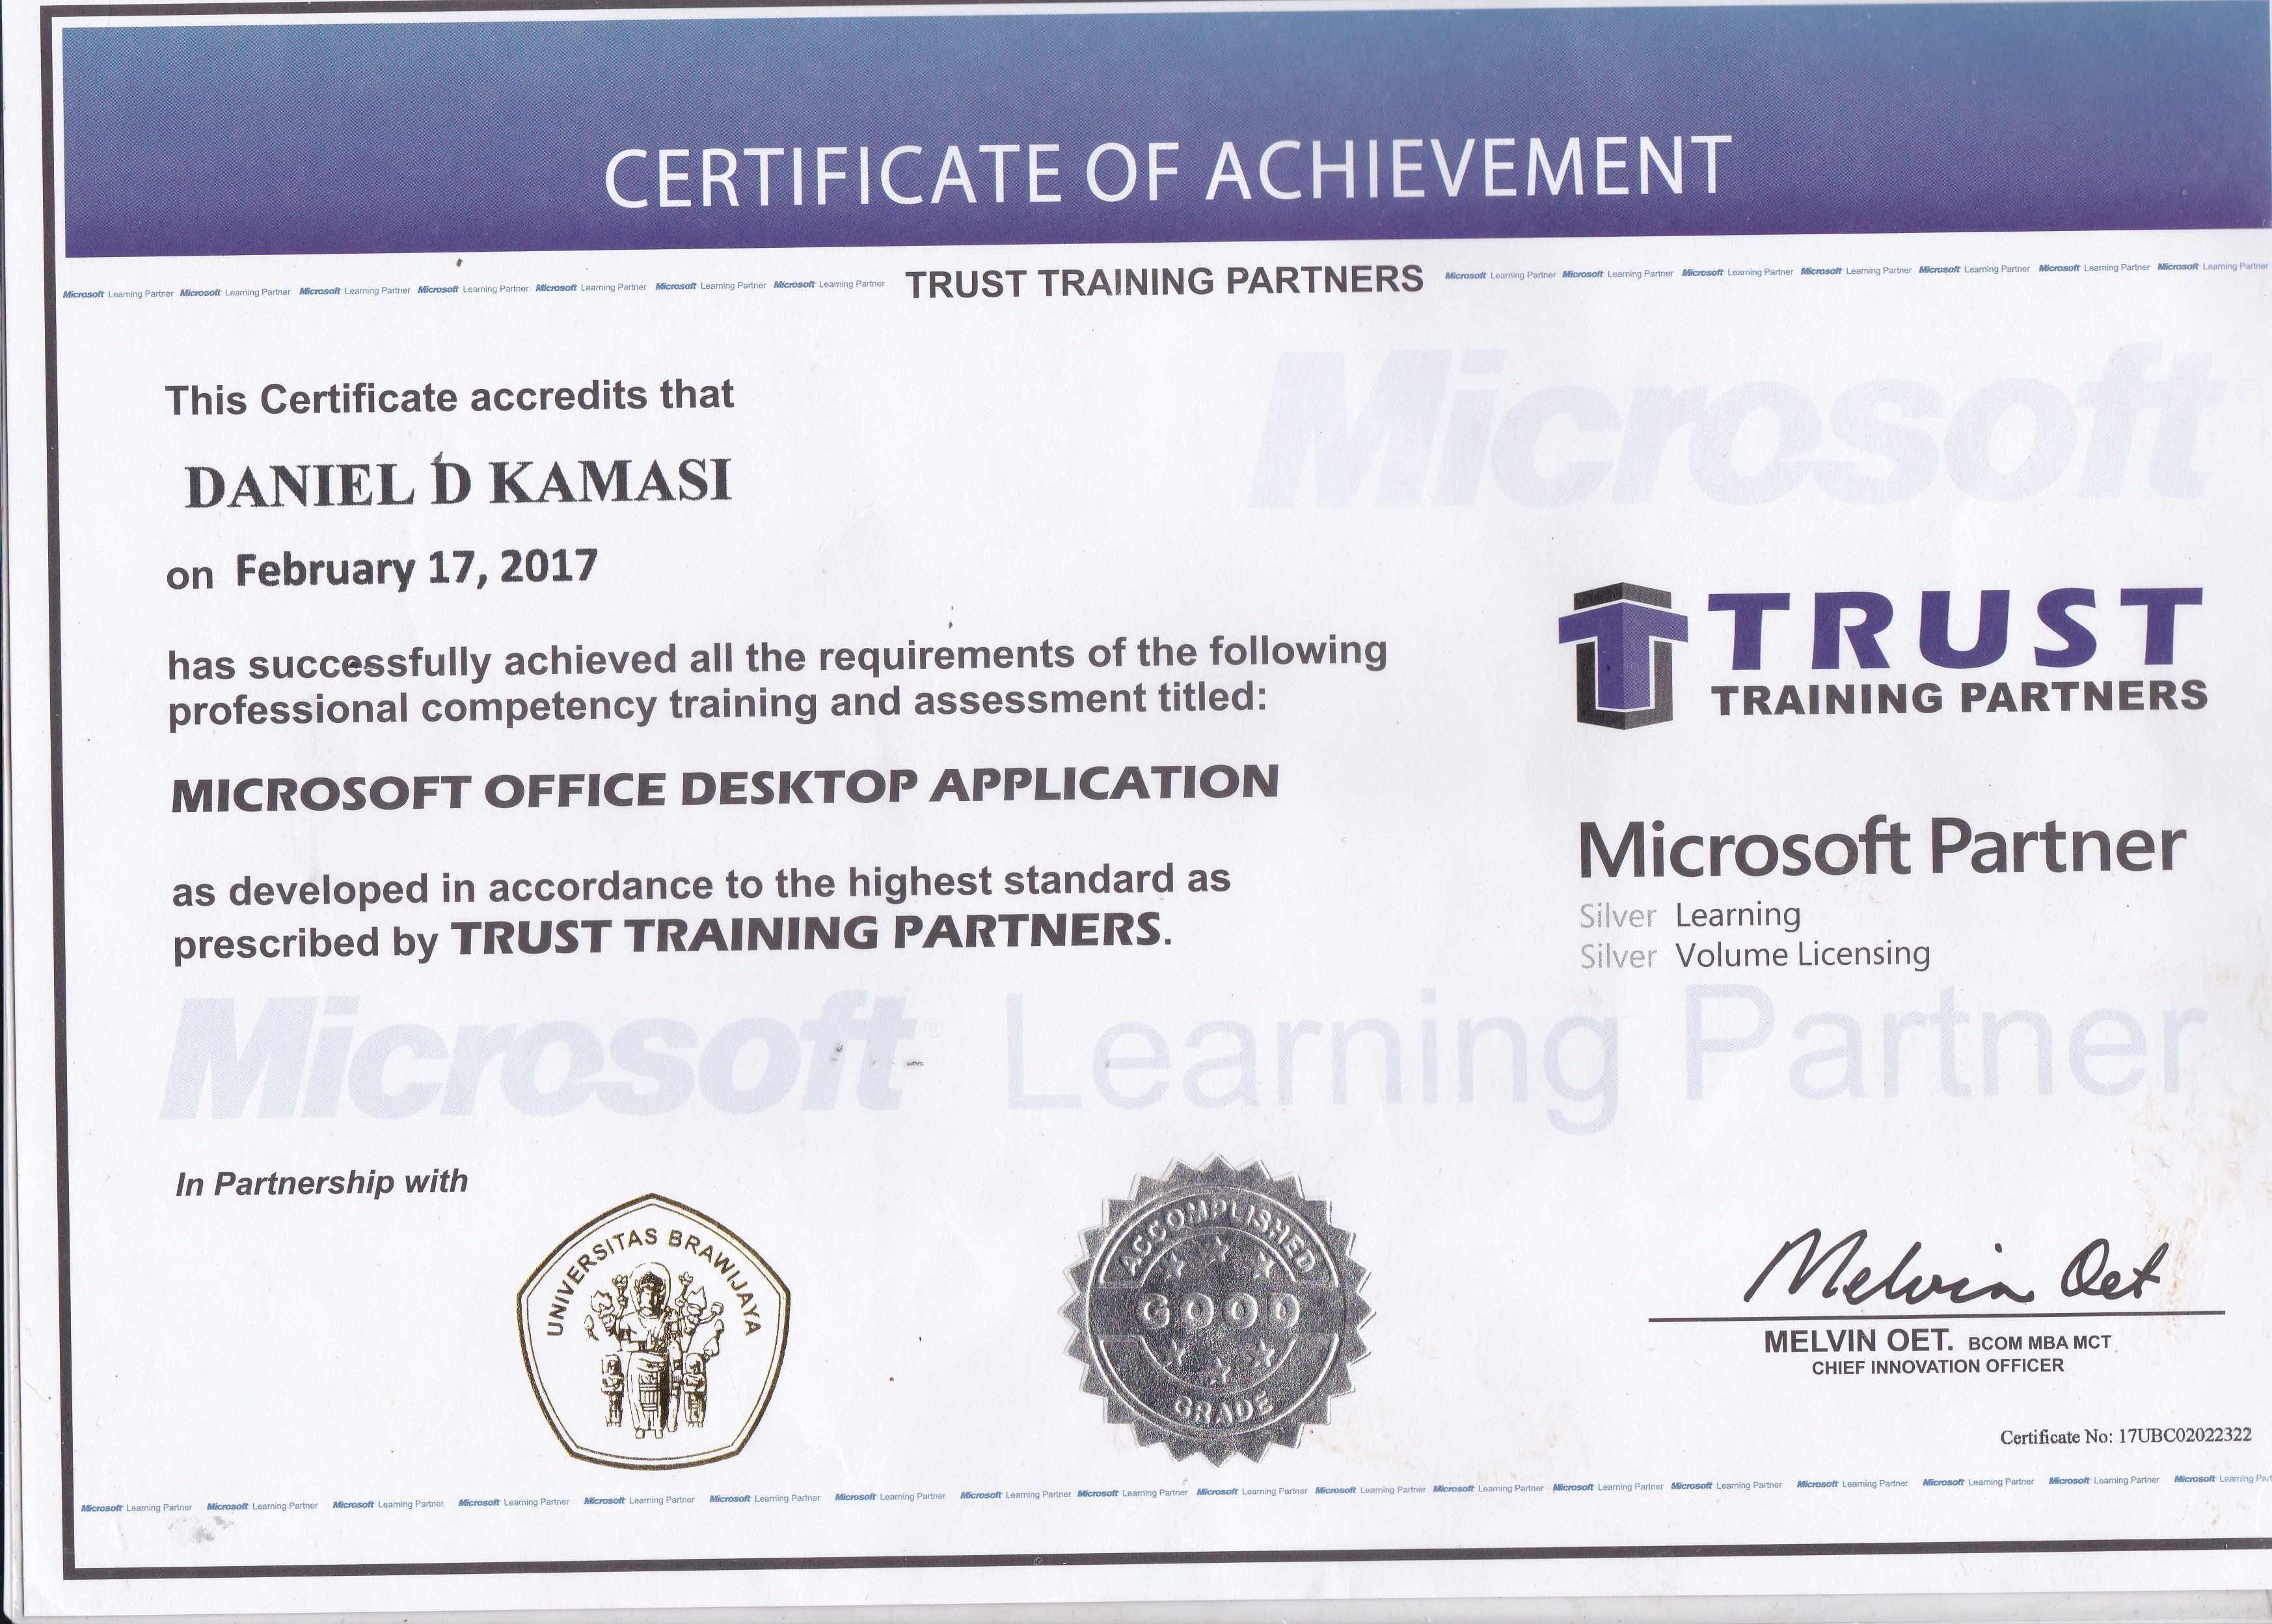 CERTIFICATE OF ACHIEVEMENT
Microsoft Learning Partner Microsoft Learning Partner Microsoft Learning Partner Microsoft Learning Partner Microsoft Learning Partner Microsoft Learning Partner Microsoft Learning Partner TRUST TRAINING PARTNERS Microsoft Learning Partner Microsoft Learning Partner Microsoft Learning Partner Microsoft Learning Partner Microsoft Learning Partner Microsoft Learning Partner Microsoft Learning Partner
Microsoft
This Certificate accredits that
DANIEL D KAMASI
on February 17, 2017
has successfully achieved all the requirements of the following
professional competency training and assessment titled:
TRUST
TRAINING PARTNERS
MICROSOFT OFFICE DESKTOP APPLICATION
as developed in accordance to the highest standard as
prescribed by TRUST TRAINING PARTNERS.
Microsoft Partner
Silver Learning
Silver Volume Licensing
Microsoft® Learning Partner
In Partnership with
UNIVERSITAS BRAWIJAYA
ACCOMPLISHED
GOOD
GRADE
Melvin Oet
MELVIN OET. BCOM MBA MCT
CHIEF INNOVATION OFFICER
Certificate No: 17UBC02022322
Microsoft Learning Partner Microsoft Learning Partner Microsoft Learning Partner Microsoft Learning Partner Microsoft Learning Partner Microsoft Learning Partner Microsoft Learning Partner Microsoft Learning Partner Microsoft Learning Partner Microsoft Learning Partner Microsoft Learning Partner Microsoft Learning Partner Microsoft Learning Partner Microsoft Learning Partner Microsoft Learning Partner Microsoft Learning Partner Microsoft Learning Partner Microsoft Learning Part